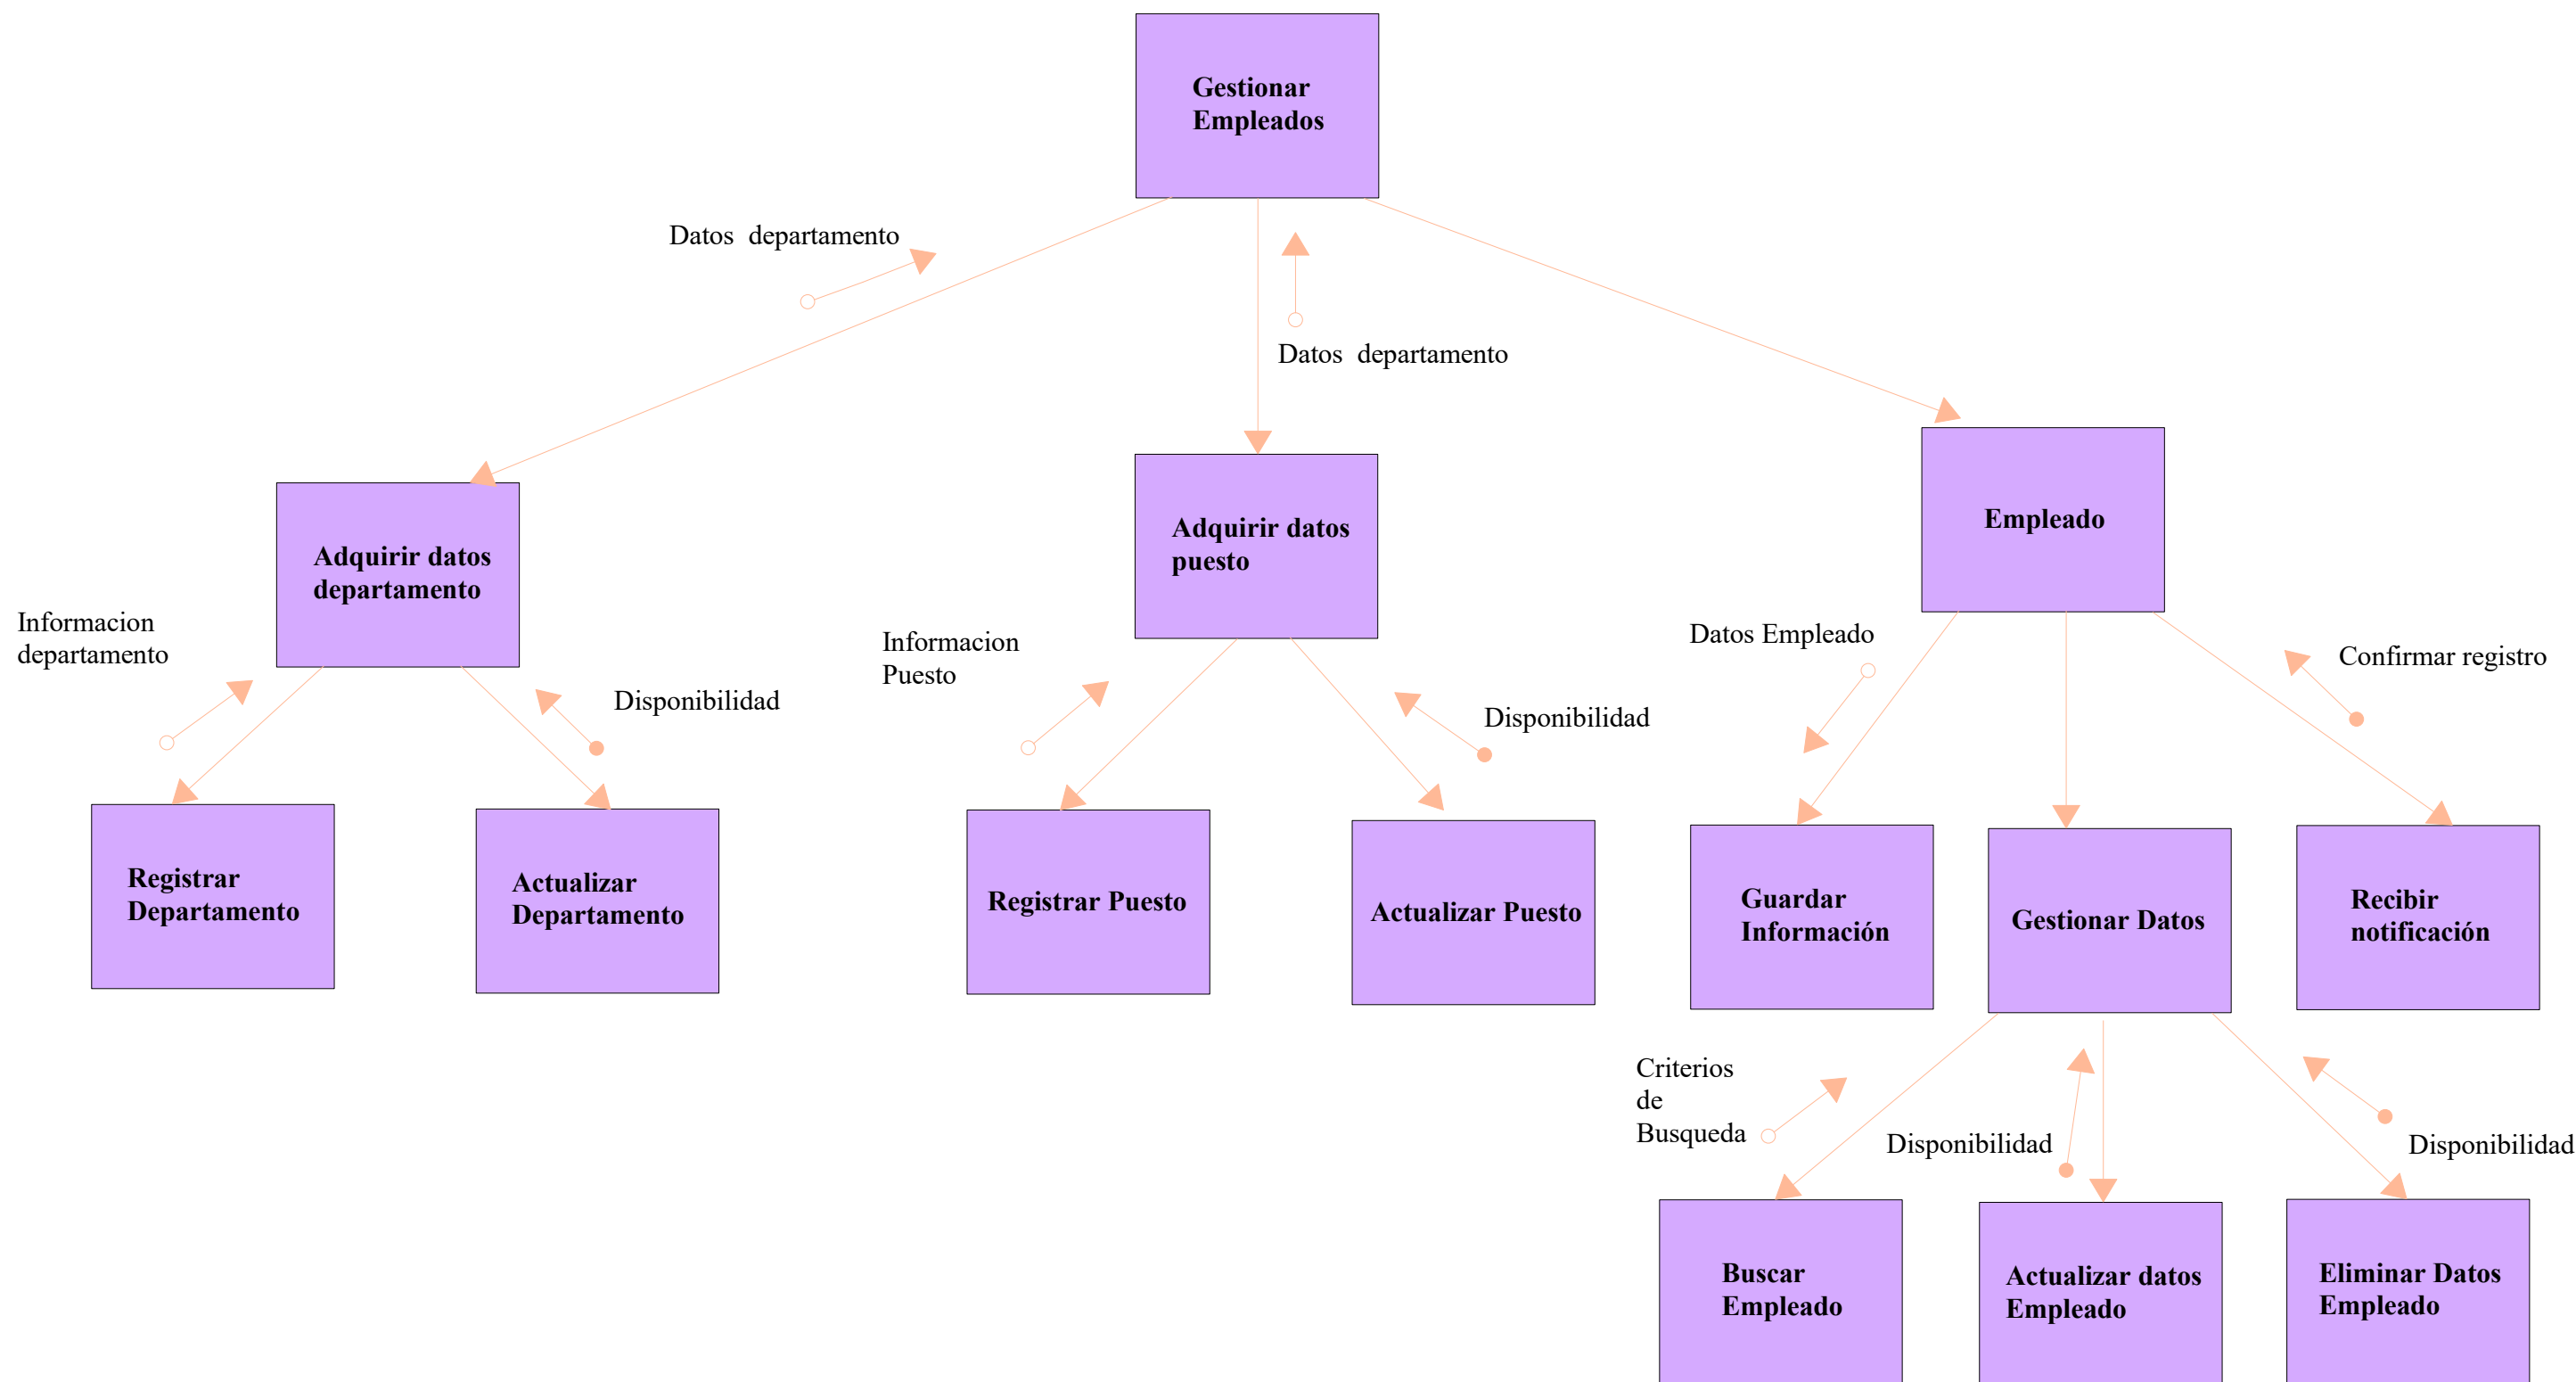 Gestionar
Empleados
Datos departamento
Datos departamento
Adquirir datos
departamento
Adquirir datos
puesto
Empleado
Informacion
departamento
Disponibilidad
Informacion
Puesto
Disponibilidad
Datos Empleado
Confirmar registro
Registrar
Departamento
Actualizar
Departamento
Registrar Puesto
Actualizar Puesto
Guardar
Información
Gestionar Datos
Recibir
notificación
Criterios
de
Busqueda
Disponibilidad
Disponibilidad
Buscar
Empleado
Actualizar datos
Empleado
Eliminar Datos
Empleado